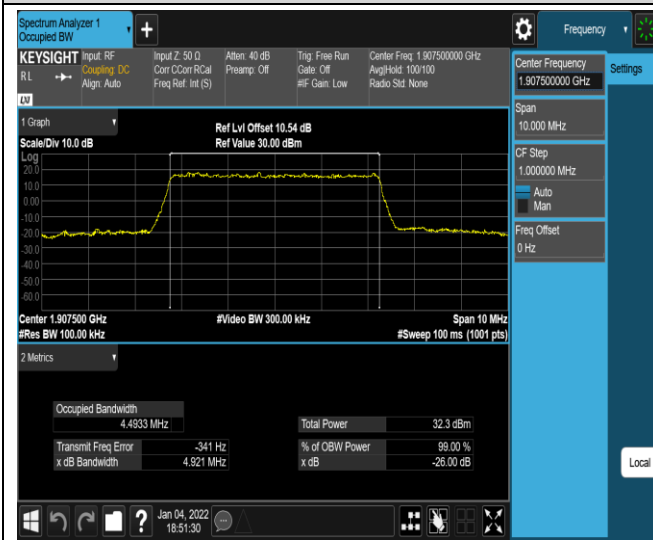 Spectrum Analyzer 1
Occupied BW
+
Frequency
KEYSIGHT Input: RF Input Z: 50 Ω Atten: 40 dB Trig: Free Run Center Freq: 1.907500000 GHz
RL Coupling: DC Corr CCorr RCal Preamp: Off Gate: Off Avg|Hold: 100/100
Align: Auto Freq Ref: Int (S) #IF Gain: Low Radio Std: None
LXI
Center Frequency
1.907500000 GHz
Settings
Span
10.000 MHz
CF Step
1.000000 MHz
Auto
Man
Freq Offset
0 Hz
1 Graph
Ref Lvl Offset 10.54 dB
Scale/Div 10.0 dB Ref Value 30.00 dBm
Log
20.0
10.0
0.00
-10.0
-20.0
-30.0
-40.0
-50.0
-60.0
Center 1.907500 GHz #Video BW 300.00 kHz Span 10 MHz
#Res BW 100.00 kHz #Sweep 100 ms (1001 pts)
2 Metrics
Occupied Bandwidth
4.4933 MHz Total Power 32.3 dBm
Transmit Freq Error -341 Hz % of OBW Power 99.00 %
x dB Bandwidth 4.921 MHz x dB -26.00 dB
Local
? Jan 04, 2022
18:51:30